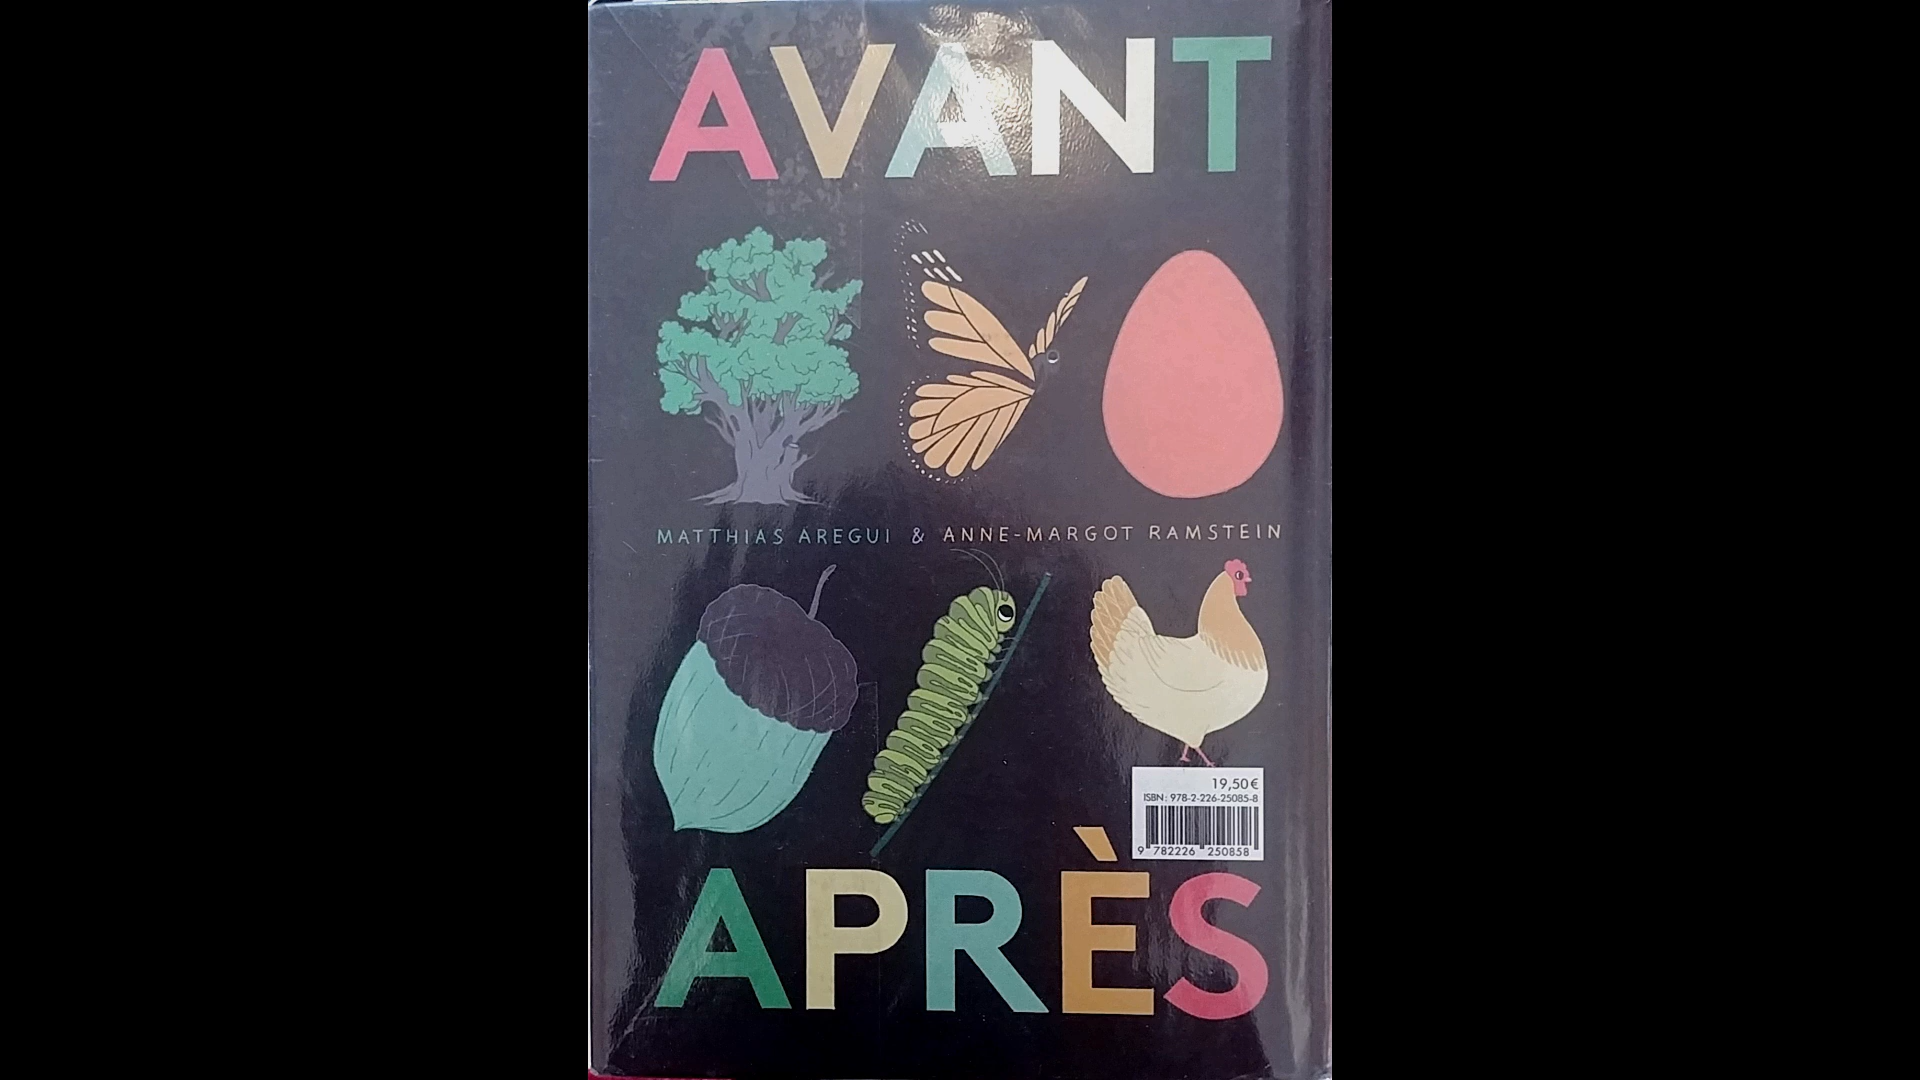 AVANT
MATTHIAS AREGUI & ANNE-MARGOT RAMSTEIN
19,50€
ISBN: 978-2-226-25085-8
9 782226 250858
APRÈS